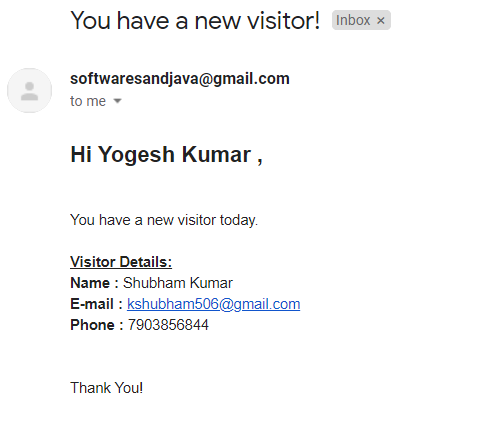 You have a new visitor! Inbox ×
softwaresandjava@gmail.com
to me
Hi Yogesh Kumar ,
You have a new visitor today.
Visitor Details:
Name : Shubham Kumar
E-mail : kshubham506@gmail.com
Phone : 7903856844
Thank You!